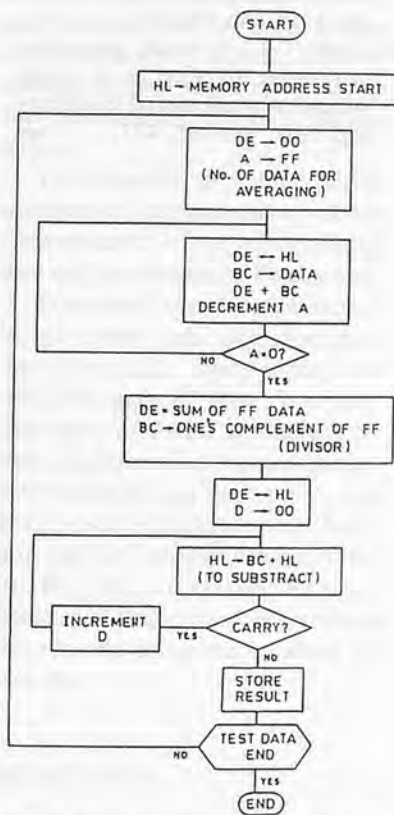 START
HL → MEMORY ADDRESS START
DE → 00
A → FF
(No. OF DATA FOR
AVERAGING)
DE ↔ HL
BC → DATA
DE + BC
DECREMENT A
A=0?
NO
YES
DE = SUM OF FF DATA
BC → ONE'S COMPLEMENT OF FF
(DIVISOR)
DE ↔ HL
D → 00
HL → BC + HL
(TO SUBSTRACT)
INCREMENT
D
YES
CARRY?
NO
STORE
RESULT
TEST DATA
END
NO
YES
END